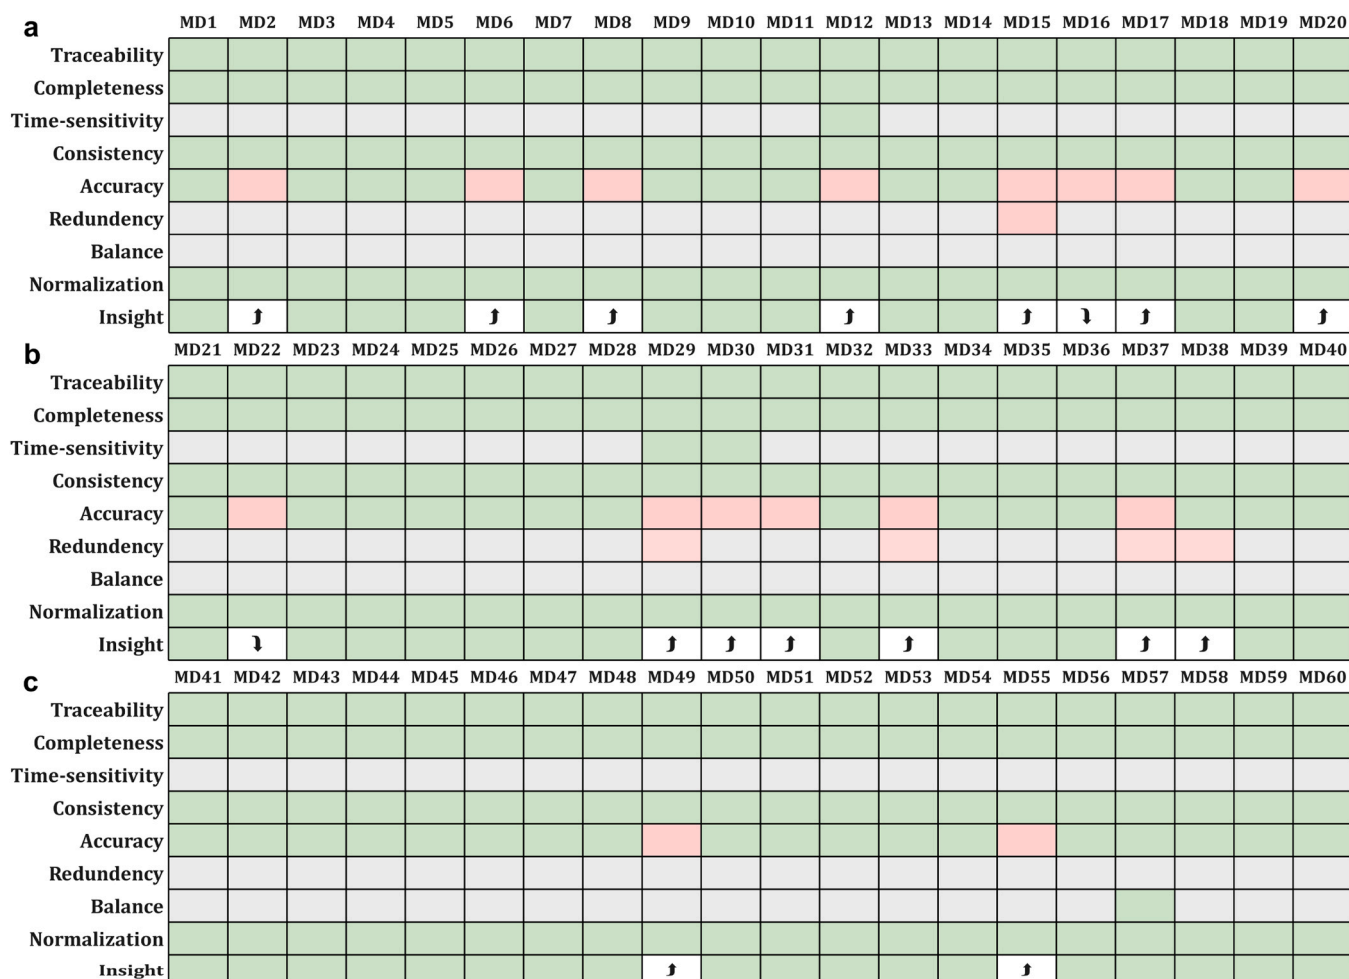 a MD1 MD2 MD3 MD4 MD5 MD6 MD7 MD8 MD9 MD10 MD11 MD12 MD13 MD14 MD15 MD16 MD17 MD18 MD19 MD20
Traceability
Completeness
Time-sensitivity
Consistency
Accuracy
Redundency
Balance
Normalization
Insight
b MD21 MD22 MD23 MD24 MD25 MD26 MD27 MD28 MD29 MD30 MD31 MD32 MD33 MD34 MD35 MD36 MD37 MD38 MD39 MD40
Traceability
Completeness
Time-sensitivity
Consistency
Accuracy
Redundency
Balance
Normalization
Insight
c MD41 MD42 MD43 MD44 MD45 MD46 MD47 MD48 MD49 MD50 MD51 MD52 MD53 MD54 MD55 MD56 MD57 MD58 MD59 MD60
Traceability
Completeness
Time-sensitivity
Consistency
Accuracy
Redundency
Balance
Normalization
Insight